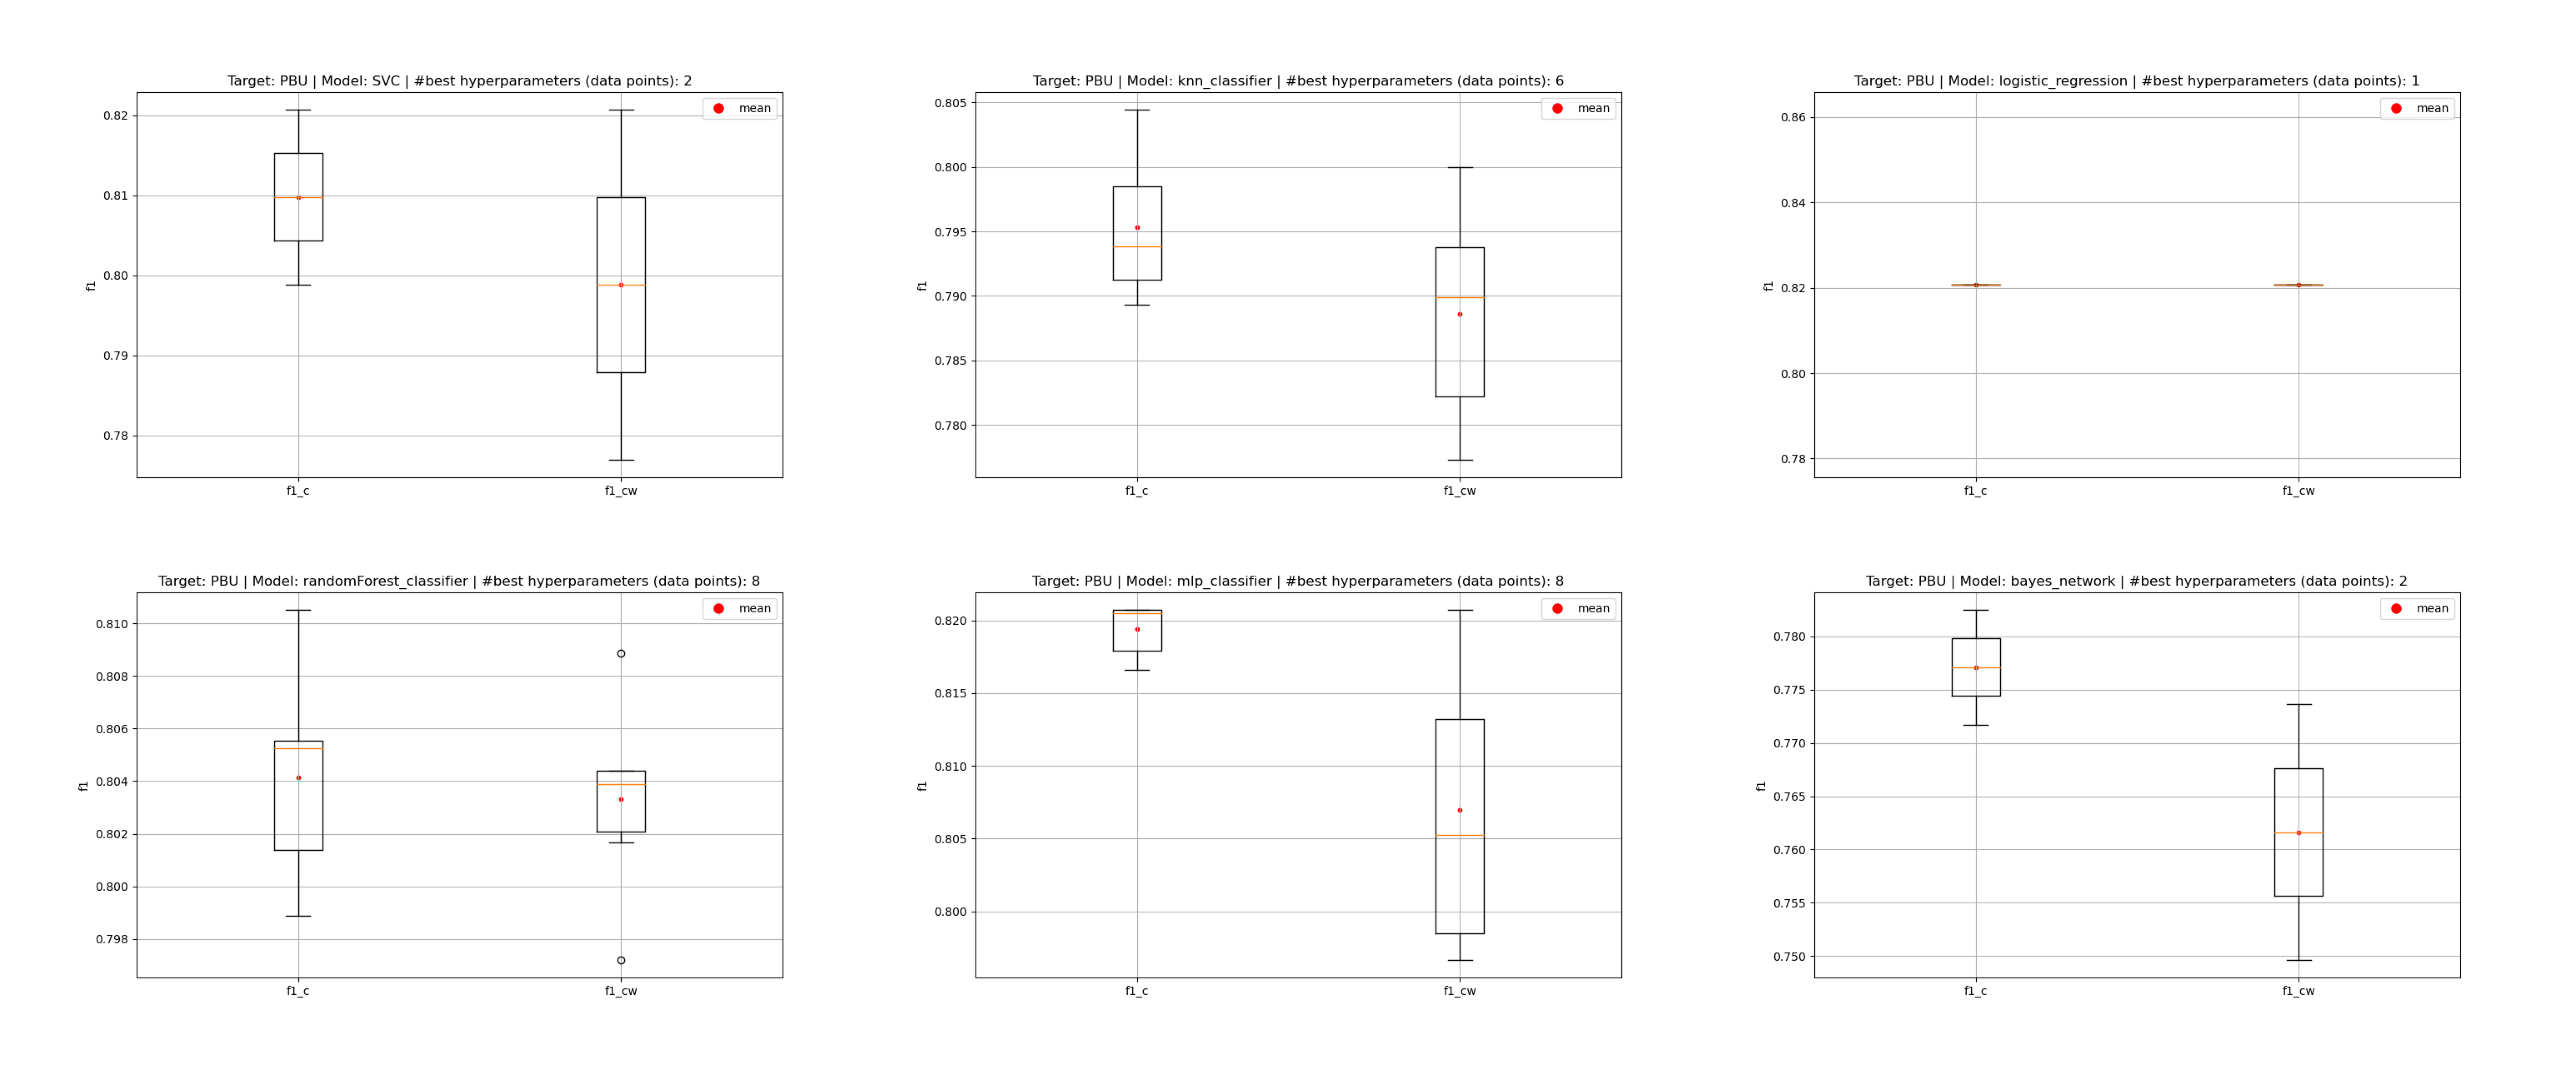 Target: PBU | Model: SVC | #best hyperparameters (data points): 2
mean
0.82
0.81
0.80
0.79
0.78
f1
f1_c
f1_cw
Target: PBU | Model: knn_classifier | #best hyperparameters (data points): 6
mean
0.805
0.800
0.795
0.790
0.785
0.780
f1
f1_c
f1_cw
Target: PBU | Model: logistic_regression | #best hyperparameters (data points): 1
mean
0.86
0.84
0.82
0.80
0.78
f1
f1_c
f1_cw
Target: PBU | Model: randomForest_classifier | #best hyperparameters (data points): 8
mean
0.810
0.808
0.806
0.804
0.802
0.800
0.798
f1
f1_c
f1_cw
Target: PBU | Model: mlp_classifier | #best hyperparameters (data points): 8
mean
0.820
0.815
0.810
0.805
0.800
f1
f1_c
f1_cw
Target: PBU | Model: bayes_network | #best hyperparameters (data points): 2
mean
0.780
0.775
0.770
0.765
0.760
0.755
0.750
f1
f1_c
f1_cw